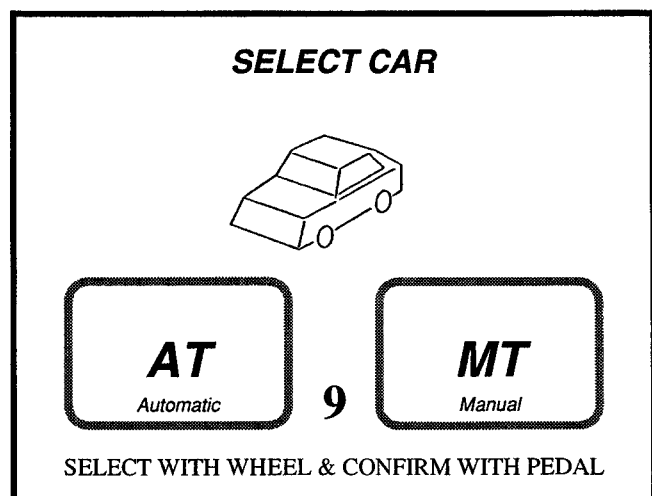 SELECT CAR
AT
Automatic
9
MT
Manual
SELECT WITH WHEEL & CONFIRM WITH PEDAL